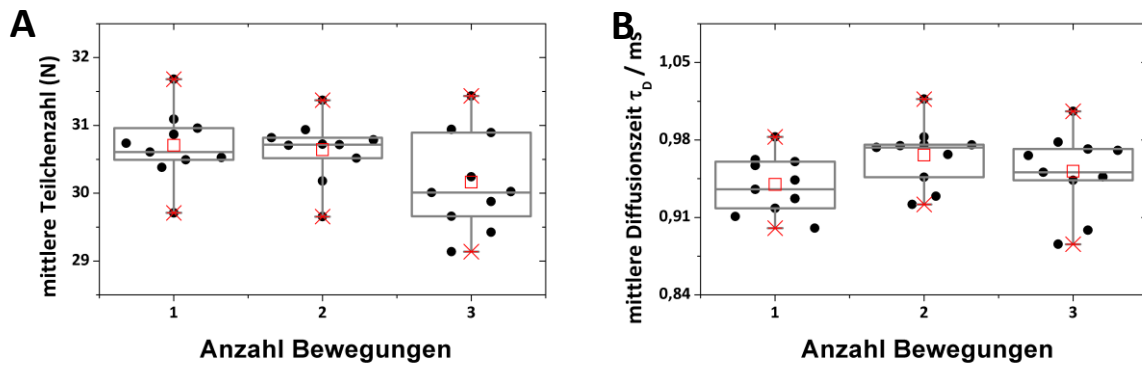 A
mittlere Teilchenzahl (N)
32
31
30
29
1
2
3
Anzahl Bewegungen
B
mittlere Diffusionszeit τD / ms
1,05
0,98
0,91
0,84
1
2
3
Anzahl Bewegungen